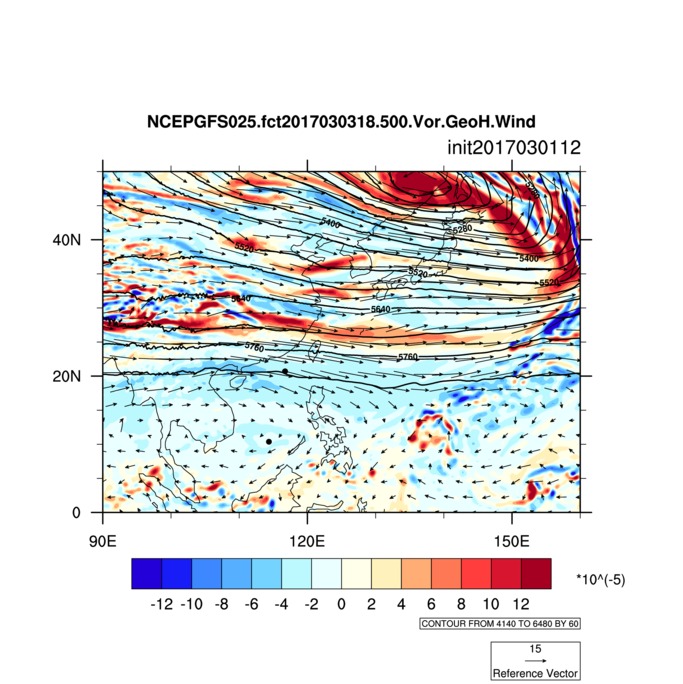 NCEPGFS025.fct2017030318.500.Vor.GeoH.Wind
init2017030112
5400
5280
5520
5400
5520
5520
5640
5640
5760
5760
40N
20N
0
90E 120E 150E
-12 -10 -8 -6 -4 -2 0 2 4 6 8 10 12
*10^(-5)
CONTOUR FROM 4140 TO 6480 BY 60
15
Reference Vector